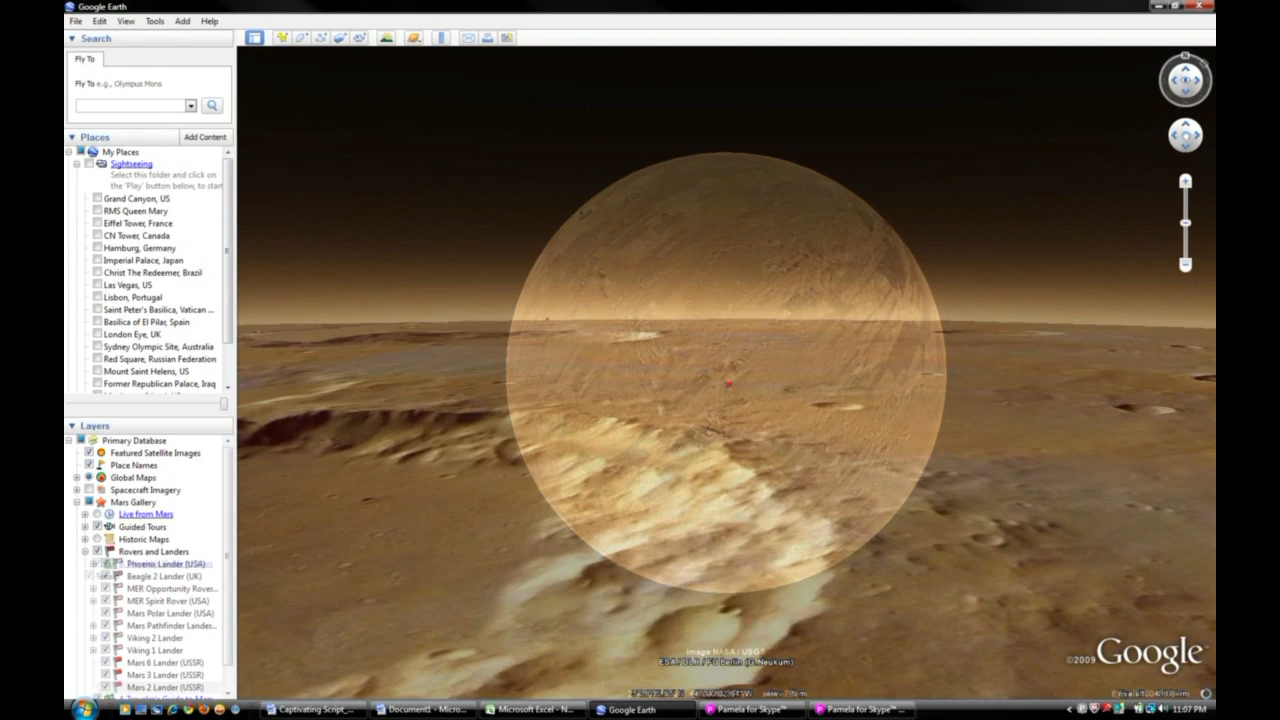 Google Earth
File Edit View Tools Add Help
Search
Fly To
Fly To e.g., Olympus Mons
Places
Add Content
My Places
Sightseeing
Select this folder and click on
the 'Play' button below, to start
Grand Canyon, US
RMS Queen Mary
Eiffel Tower, France
CN Tower, Canada
Hamburg, Germany
Imperial Palace, Japan
Christ The Redeemer, Brazil
Las Vegas, US
Lisbon, Portugal
Saint Peter's Basilica, Vatican ...
Basilica of El Pilar, Spain
London Eye, UK
Sydney Olympic Site, Australia
Red Square, Russian Federation
Mount Saint Helens, US
Former Republican Palace, Iraq
Layers
Primary Database
Featured Satellite Images
Place Names
Global Maps
Spacecraft Imagery
Mars Gallery
Live from Mars
Guided Tours
Historic Maps
Rovers and Landers
Phoenix Lander (USA)
Beagle 2 Lander (UK)
MER Opportunity Rover...
MER Spirit Rover (USA)
Mars Polar Lander (USA)
Mars Pathfinder Lander...
Viking 2 Lander
Viking 1 Lander
Mars 6 Lander (USSR)
Mars 3 Lander (USSR)
Mars 2 Lander (USSR)
N
Image NASA / USGS
ESA / DLR / FU Berlin (G.Neukum)
©2009 Google
Captivating Script_...
Document1 - Micro...
Microsoft Excel - N...
Google Earth
Pamela for Skype™
Pamela for Skype™ ...
11:07 PM